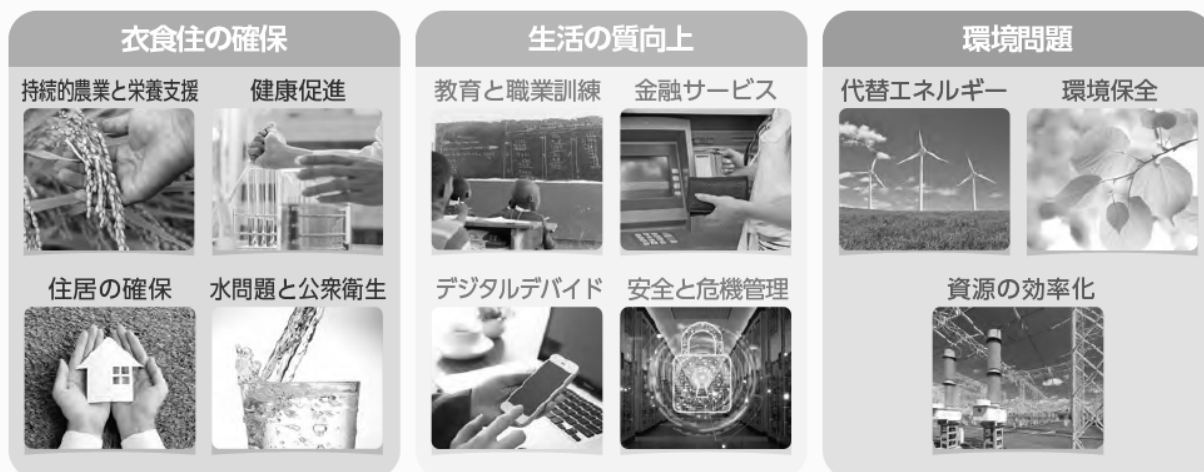 衣食住の確保
持続的農業と栄養支援
健康促進
住居の確保
水問題と公衆衛生
生活の質向上
教育と職業訓練
金融サービス
デジタルデバイド
安全と危機管理
環境問題
代替エネルギー
環境保全
資源の効率化